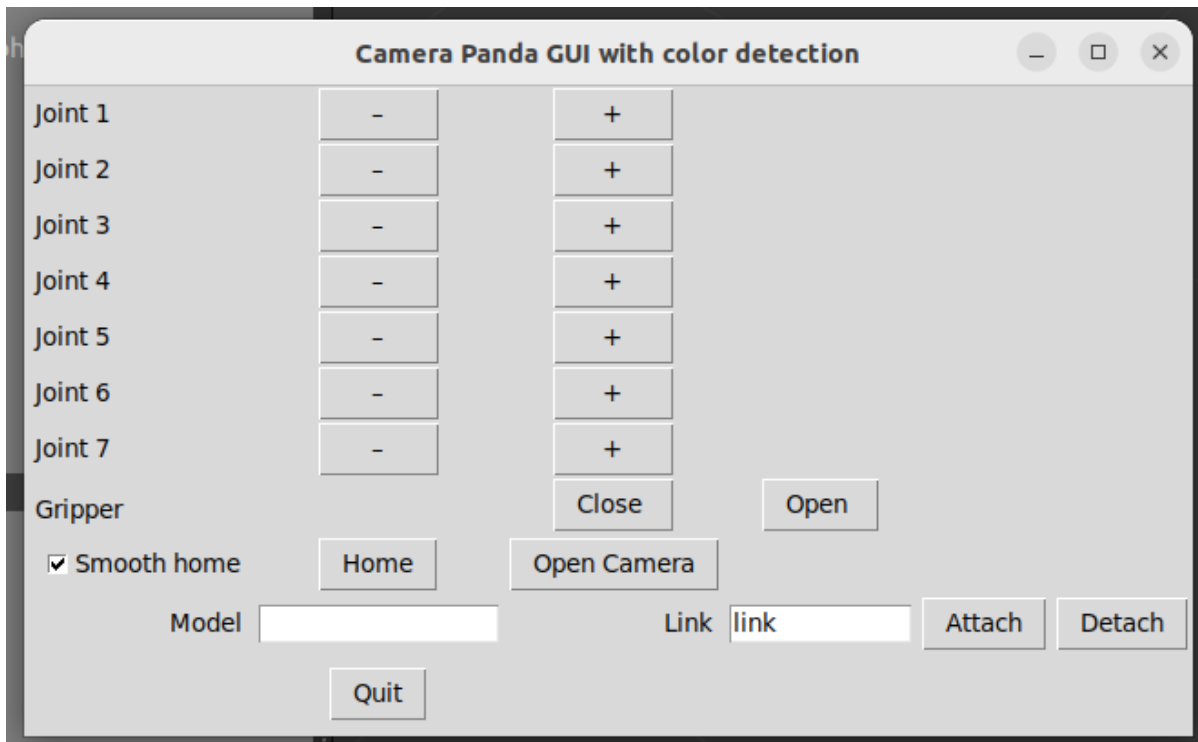 ph
Camera Panda GUI with color detection
Joint 1 - +
Joint 2 - +
Joint 3 - +
Joint 4 - +
Joint 5 - +
Joint 6 - +
Joint 7 - +
Gripper Close Open
Smooth home Home Open Camera
Model Link link Attach Detach
Quit